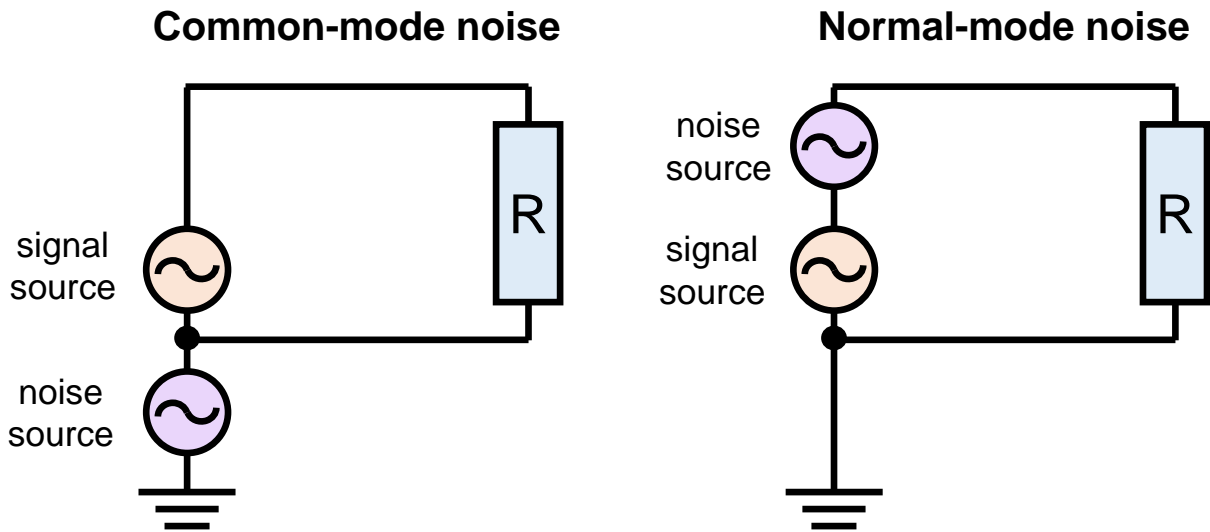 Common-mode noise
signal
source
noise
source
R
Normal-mode noise
noise
source
signal
source
R